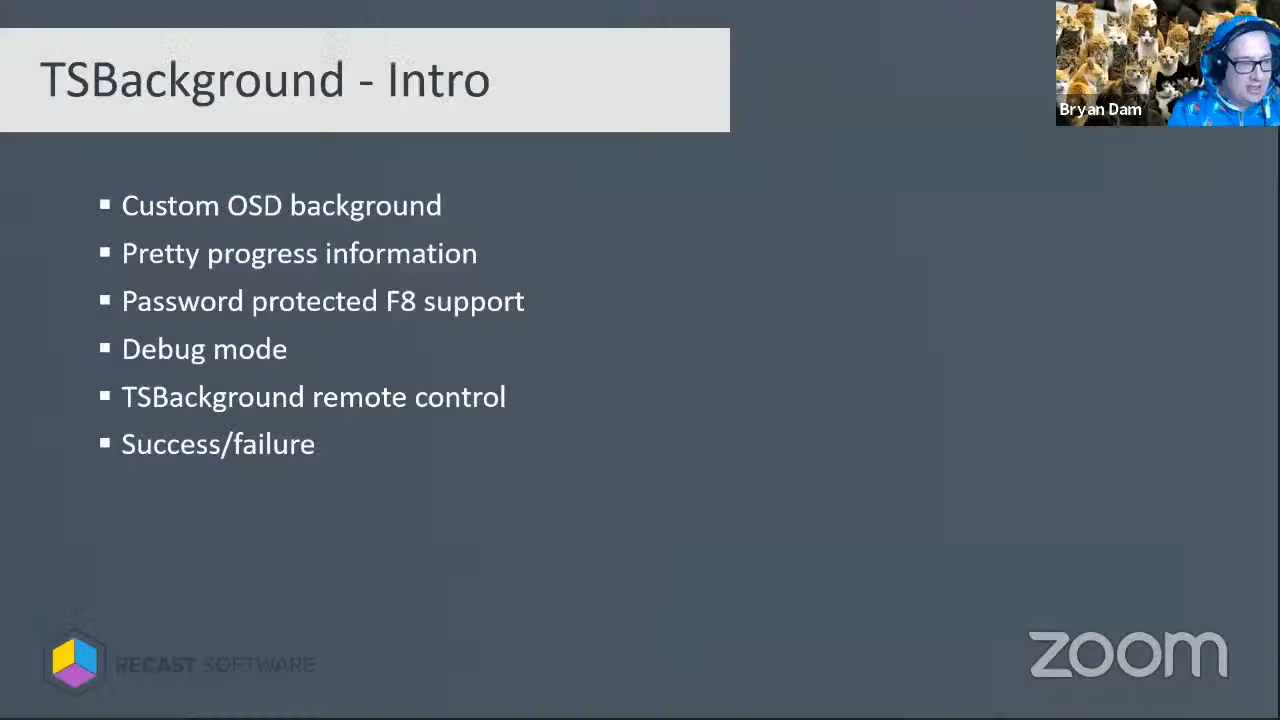 TSBackground - Intro
Bryan Dam
▪ Custom OSD background
▪ Pretty progress information
▪ Password protected F8 support
▪ Debug mode
▪ TSBackground remote control
▪ Success/failure
RECAST SOFTWARE
zoom